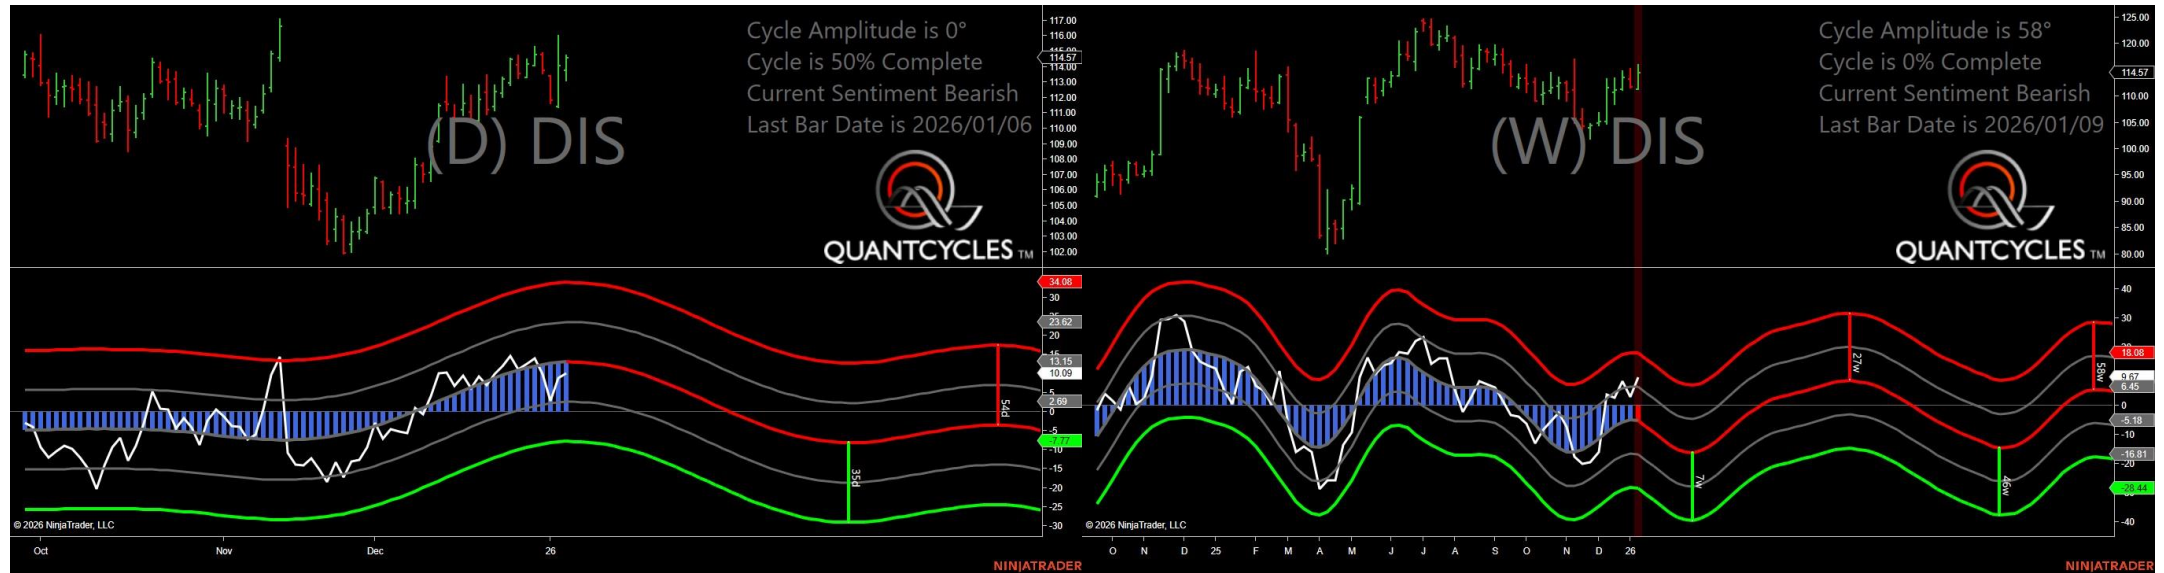 Cycle Amplitude is 0°
Cycle is 50% Complete
Current Sentiment Bearish
Last Bar Date is 2026/01/06
(D) DIS
QUANTCYCLES TM
117.00
116.00
114.57
114.00
113.00
112.00
111.00
110.00
109.00
108.00
107.00
106.00
105.00
104.00
103.00
102.00
34.08
30
23.62
20
13.15
10.09
5
2.69
0
-5
-7.77
-10
-15
-20
-25
-30
54d
35d
© 2026 NinjaTrader, LLC
Oct
Nov
Dec
26
NINJATRADER
Cycle Amplitude is 58°
Cycle is 0% Complete
Current Sentiment Bearish
Last Bar Date is 2026/01/09
(W) DIS
QUANTCYCLES TM
125.00
120.00
114.57
110.00
105.00
100.00
95.00
90.00
85.00
80.00
40
30
18.08
9.67
6.45
0
-5.18
-10
-16.81
-20
-28.44
-40
27w
58w
7w
46w
© 2026 NinjaTrader, LLC
O N D 25 F M A M J J A S O N D 26
NINJATRADER